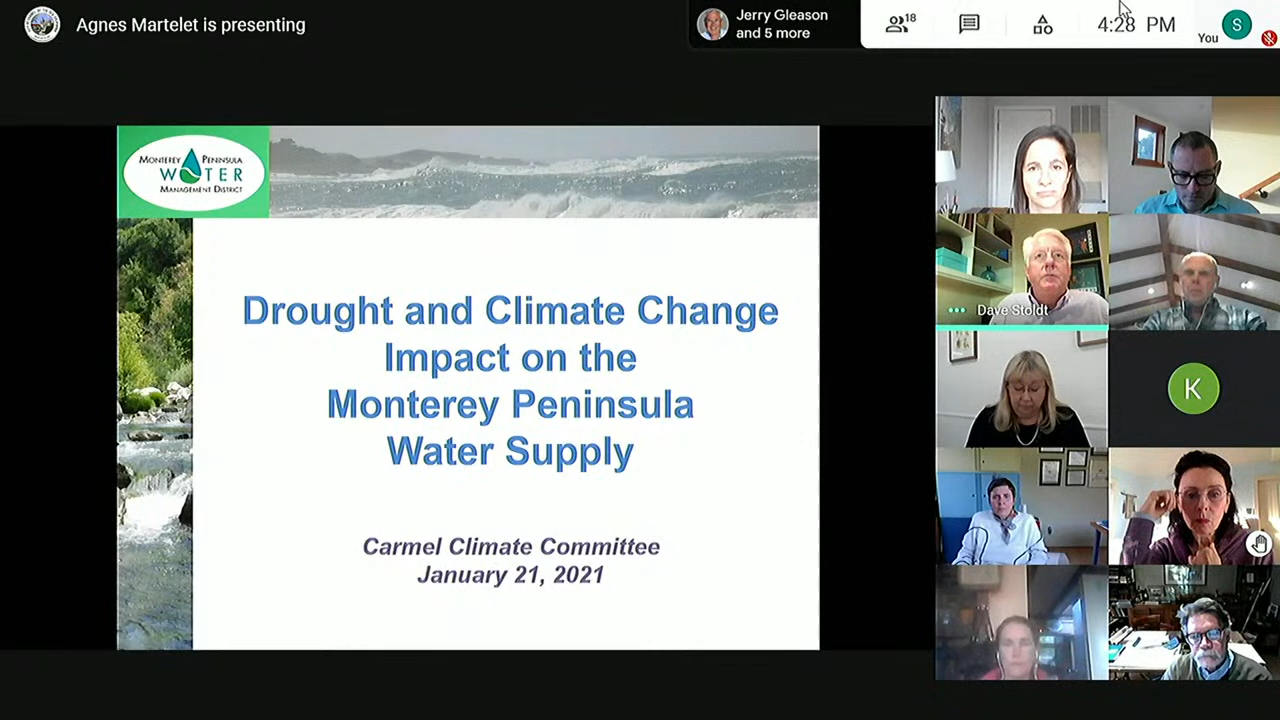 Agnes Martelet is presenting
Jerry Gleason
and 5 more
18
4:28 PM
You
S
MONTEREY PENINSULA
WATER
MANAGEMENT DISTRICT
Drought and Climate Change
Impact on the
Monterey Peninsula
Water Supply
Carmel Climate Committee
January 21, 2021
Dave Stoldt
K